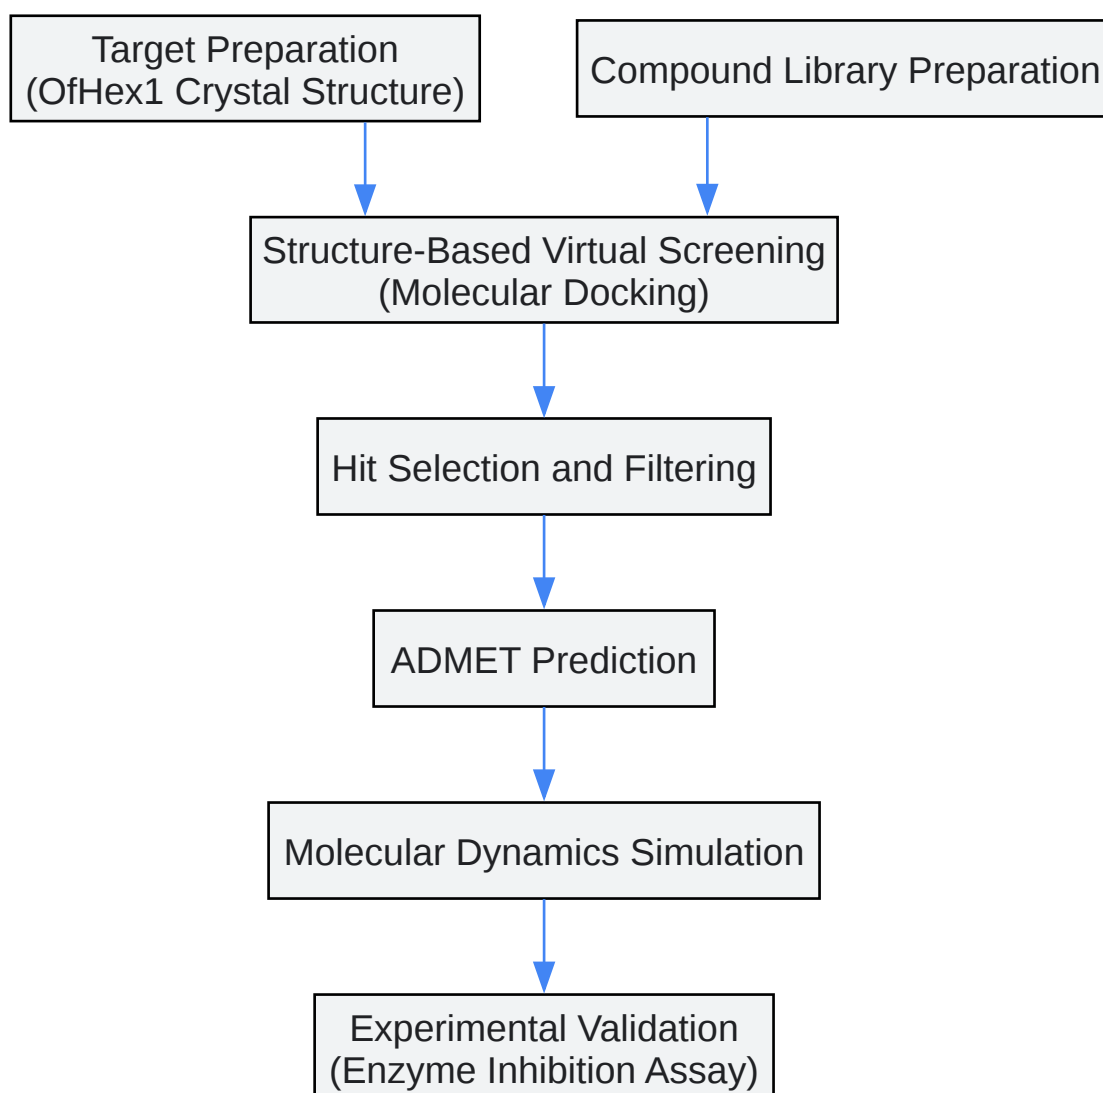 Target Preparation
(OfHex1 Crystal Structure)
Compound Library Preparation
Structure-Based Virtual Screening
(Molecular Docking)
Hit Selection and Filtering
ADMET Prediction
Molecular Dynamics Simulation
Experimental Validation
(Enzyme Inhibition Assay)